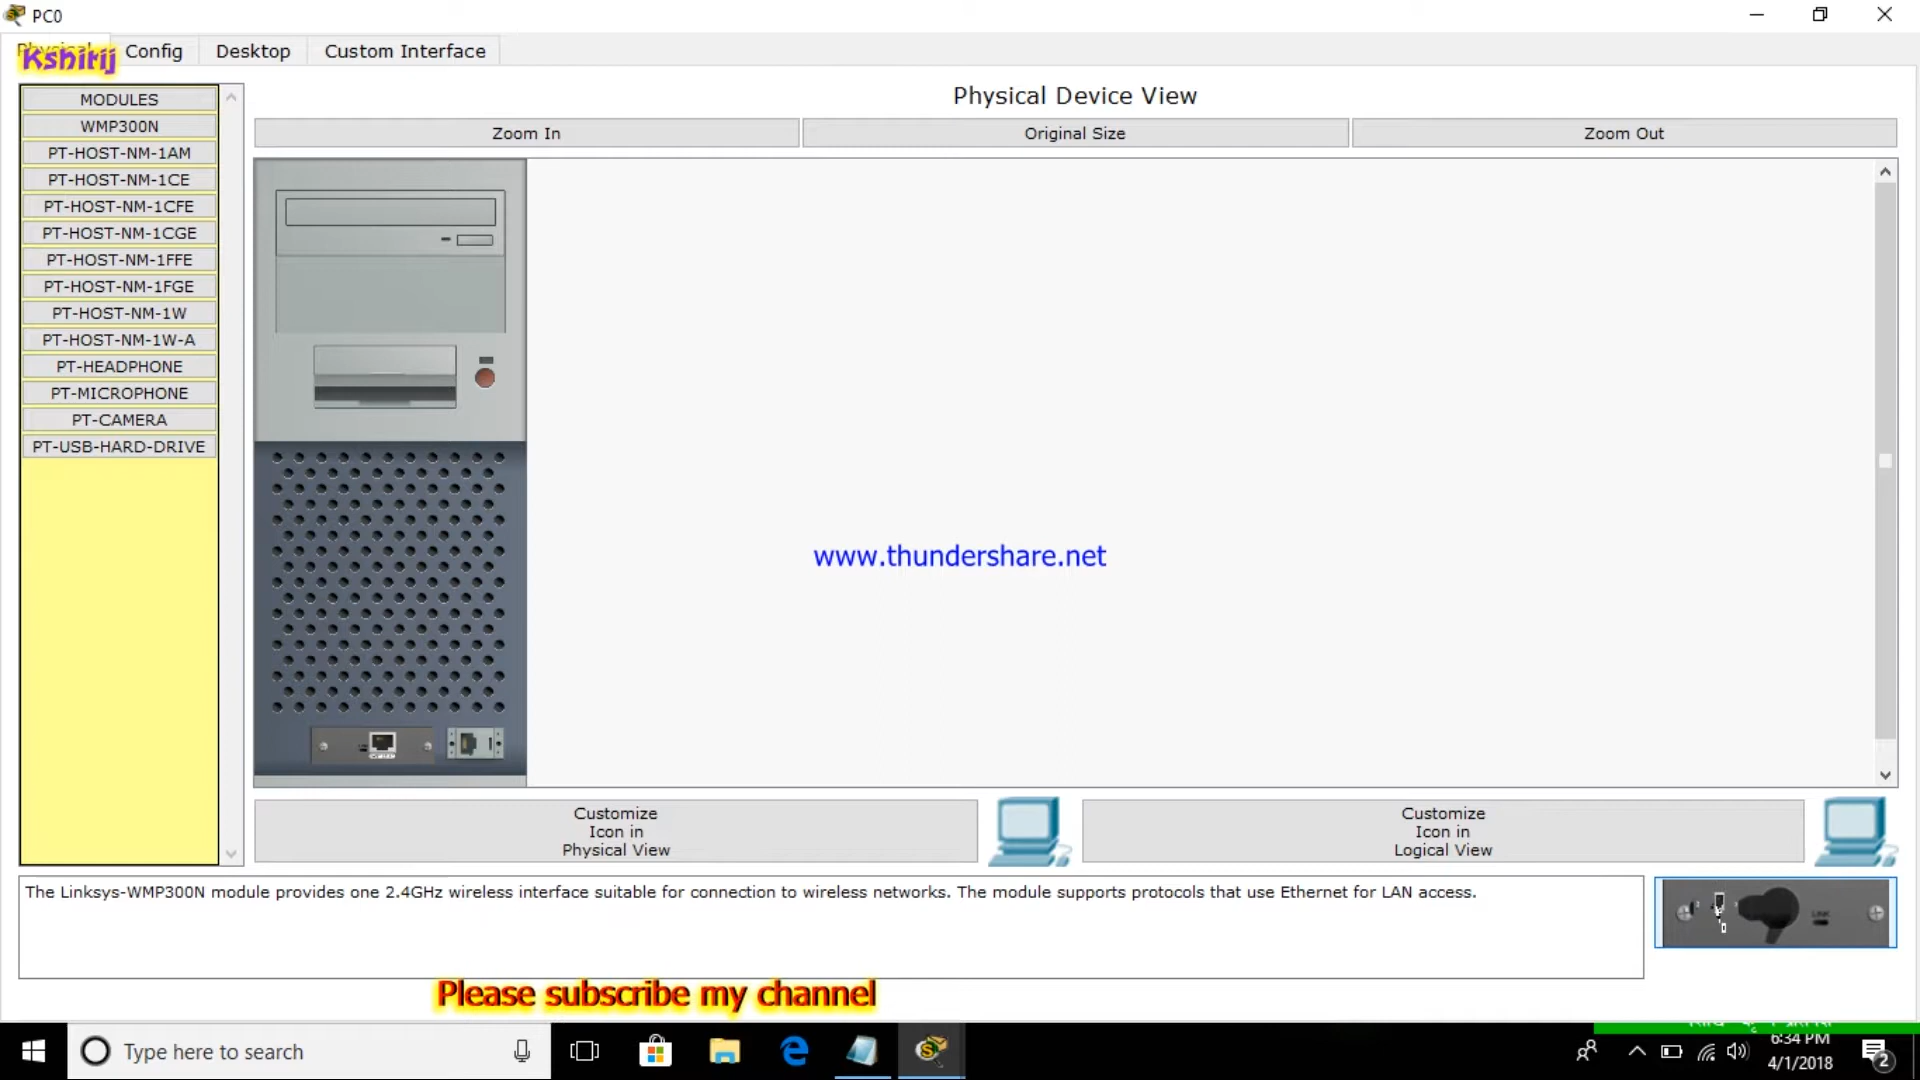 PC0
Kshitij
Config
Desktop
Custom Interface
MODULES
WMP300N
PT-HOST-NM-1AM
PT-HOST-NM-1CE
PT-HOST-NM-1CFE
PT-HOST-NM-1CGE
PT-HOST-NM-1FFE
PT-HOST-NM-1FGE
PT-HOST-NM-1W
PT-HOST-NM-1W-A
PT-HEADPHONE
PT-MICROPHONE
PT-CAMERA
PT-USB-HARD-DRIVE
Physical Device View
Zoom In
Original Size
Zoom Out
www.thundershare.net
Customize
Icon in
Physical View
Customize
Icon in
Logical View
The Linksys-WMP300N module provides one 2.4GHz wireless interface suitable for connection to wireless networks. The module supports protocols that use Ethernet for LAN access.
LINK
Please subscribe my channel
Type here to search
6:34 PM
4/1/2018
2